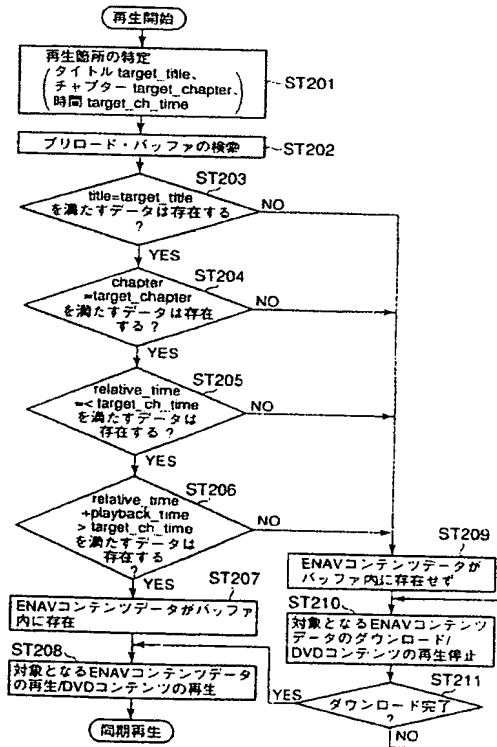 再生開始
再生箇所の特定
(タイトル target_title、
チャプター target_chapter、
時間 target_ch_time)
ST201
プリロード・バッファの検索
ST202
ST203
title=target_title
を満たすデータは存在する
?
NO
YES
ST204
chapter
=target_chapter
を満たすデータは存在
する ?
NO
YES
ST205
relative_time
=< target_ch_time
を満たすデータは
存在する ?
NO
YES
ST206
relative_time
+playback_time
> target_ch_time
を満たすデータは
存在する
?
NO
YES
ST207
ENAVコンテンツデータがバッファ
内に存在
ST208
対象となるENAVコンテンツデータ
の再生/DVDコンテンツの再生
同期再生
ST209
ENAVコンテンツデータが
バッファ内に存在せず
ST210
対象となるENAVコンテンツ
データのダウンロード/
DVDコンテンツの再生停止
ST211
ダウンロード完了
?
YES
NO